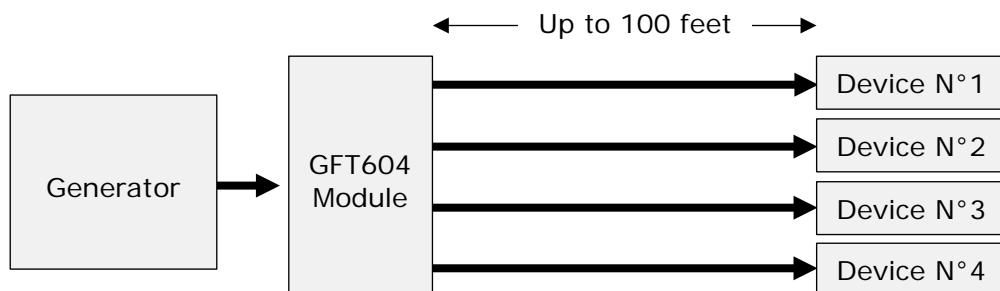 Up to 100 feet
Generator
GFT604
Module
Device N°1
Device N°2
Device N°3
Device N°4